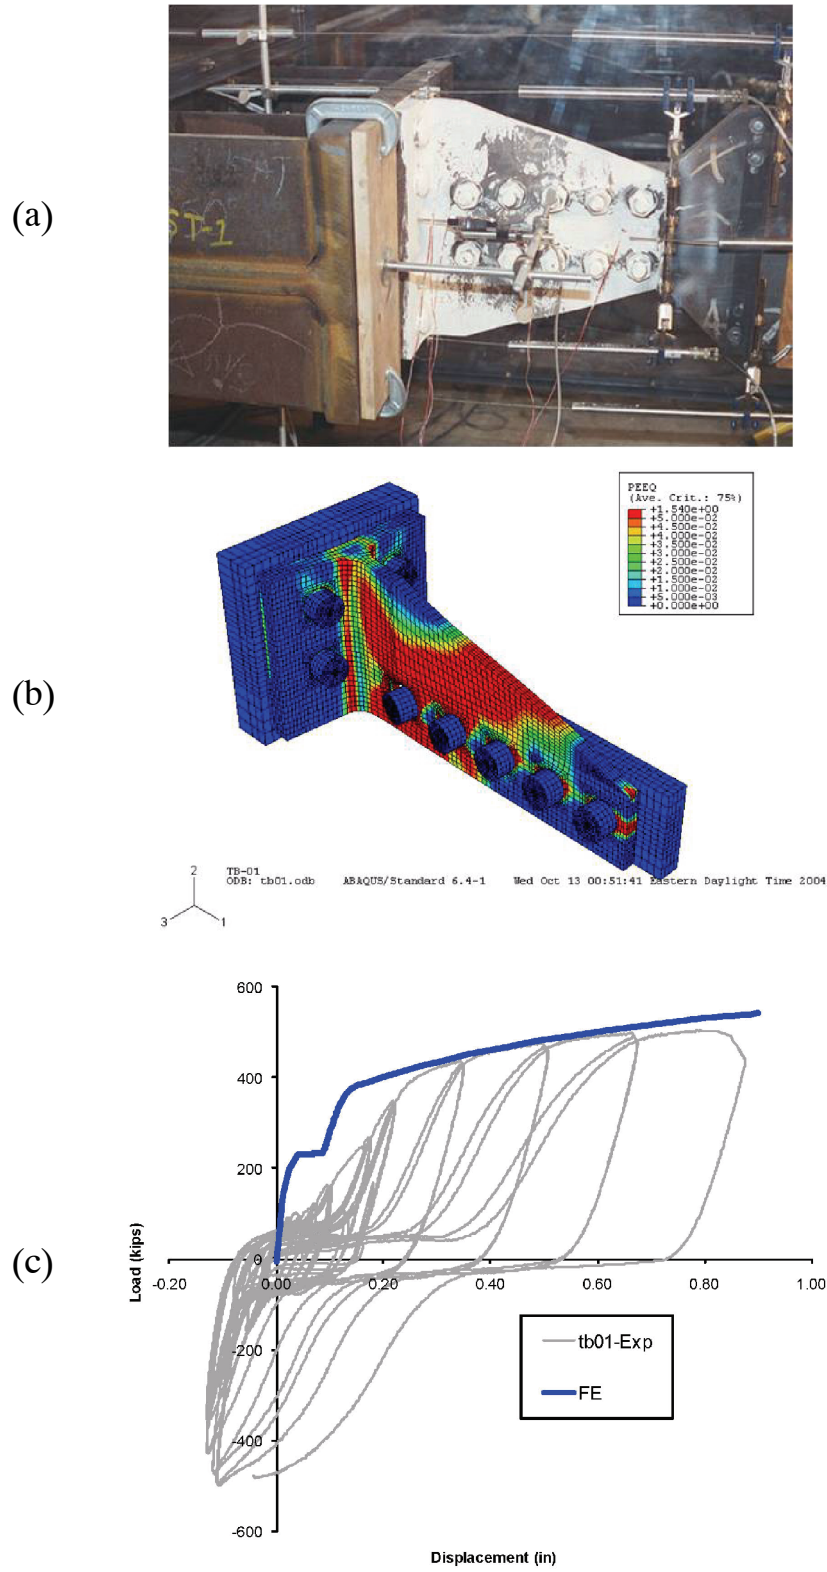 (a)
ST-1
(b)
PEEQ
(Ave. Crit.: 75%)
+1.540e+00
+5.000e-02
+4.500e-02
+4.000e-02
+3.500e-02
+3.000e-02
+2.500e-02
+2.000e-02
+1.500e-02
+1.000e-02
+5.000e-03
+0.000e+00
2
3
1
TB-01
ODB: tb01.odb ABAQUS/Standard 6.4-1 Wed Oct 13 00:51:41 Eastern Daylight Time 2004
(c)
Load (kips)
600
400
200
0
-200
-400
-600
-0.20
0.00
0.20
0.40
0.60
0.80
1.00
tb01-Exp
FE
Displacement (in)